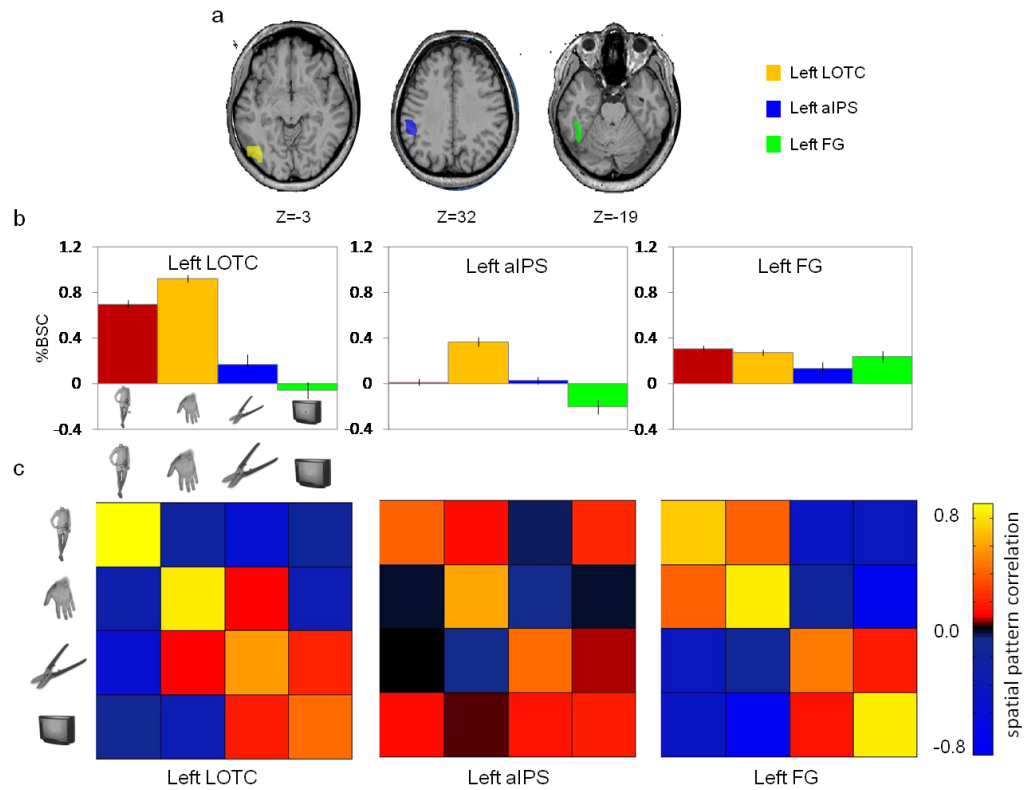 a
Left LOTC
Left aIPS
Left FG
Z=-3
Z=32
Z=-19
b
%BSC
1.2
0.8
0.4
0
-0.4
Left LOTC
1.2
0.8
0.4
0
-0.4
Left aIPS
1.2
0.8
0.4
0
-0.4
Left FG
c
Left LOTC
Left aIPS
Left FG
0.8
0.0
-0.8
spatial pattern correlation